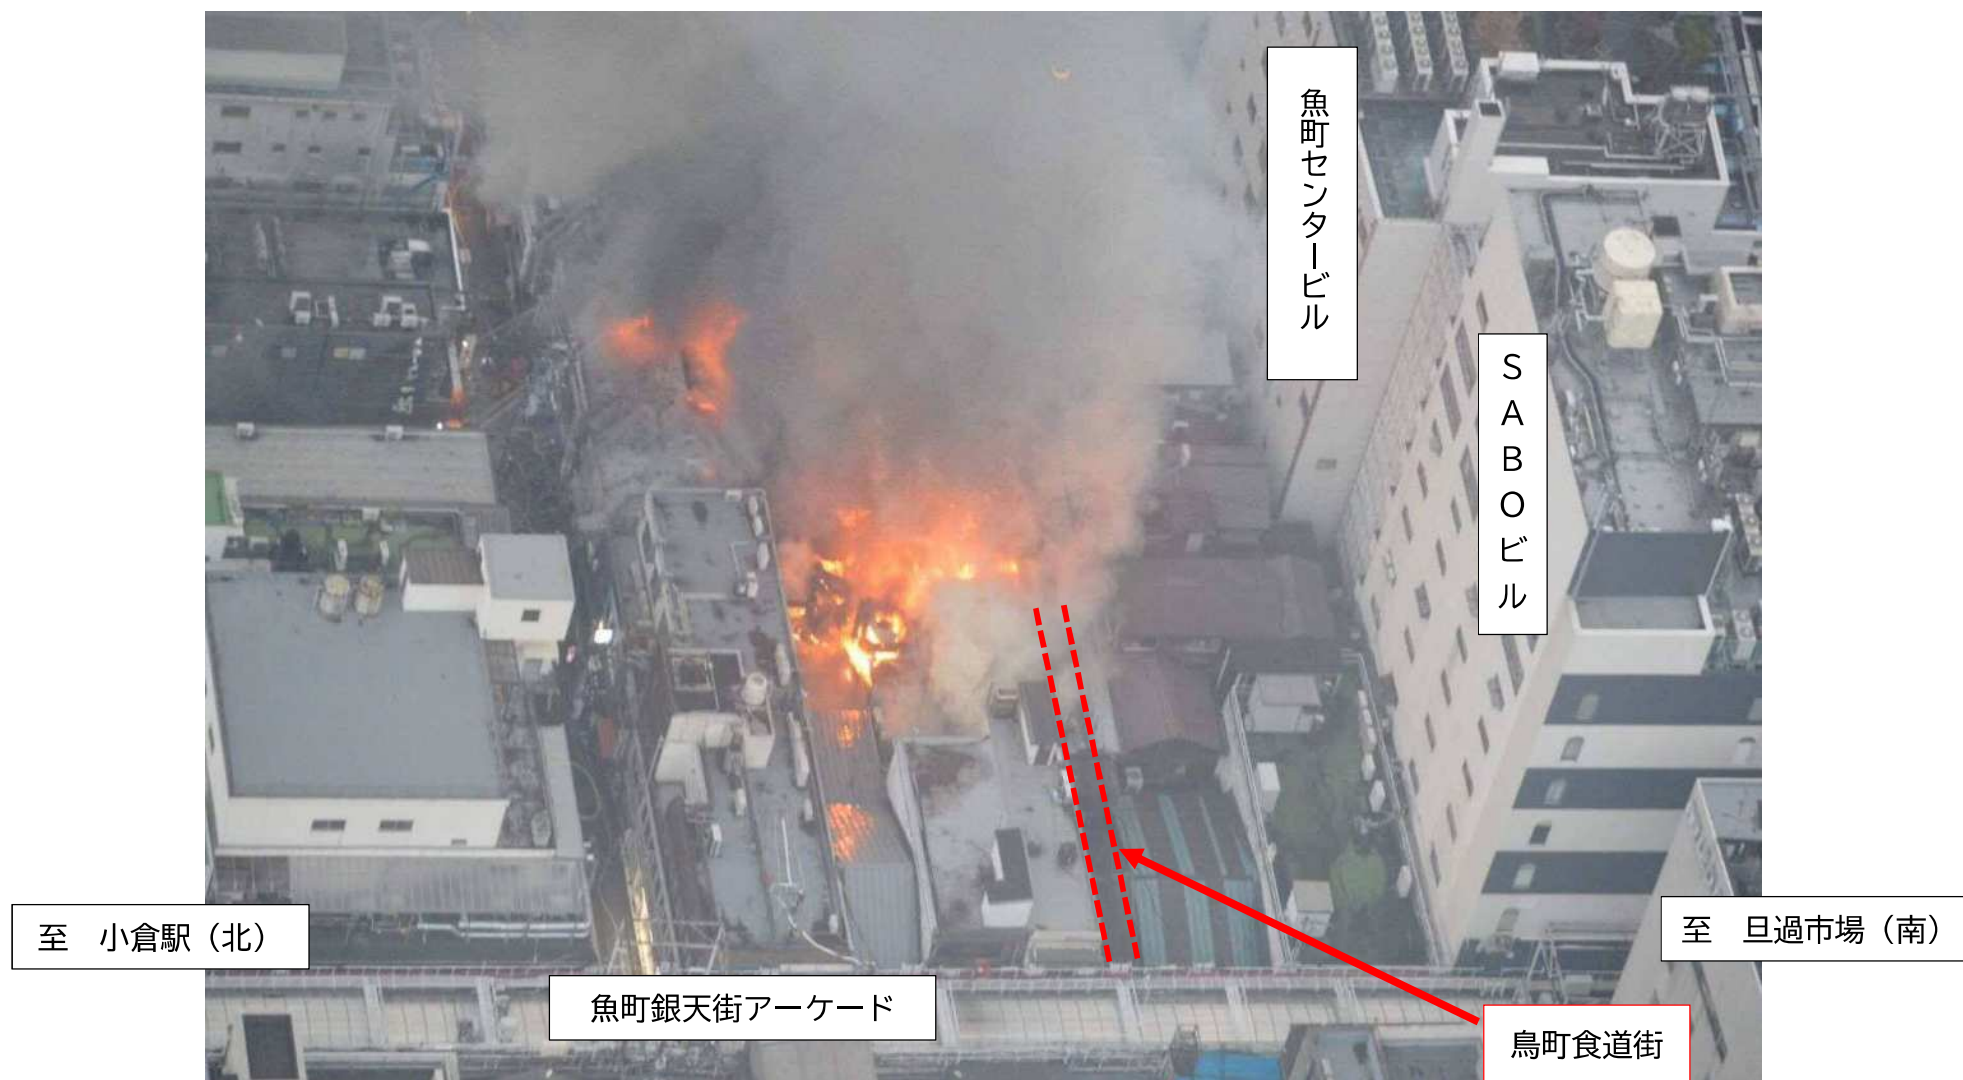 魚町センタービル
SABOビル
至　小倉駅（北）
至　旦過市場（南）
魚町銀天街アーケード
鳥町食道街